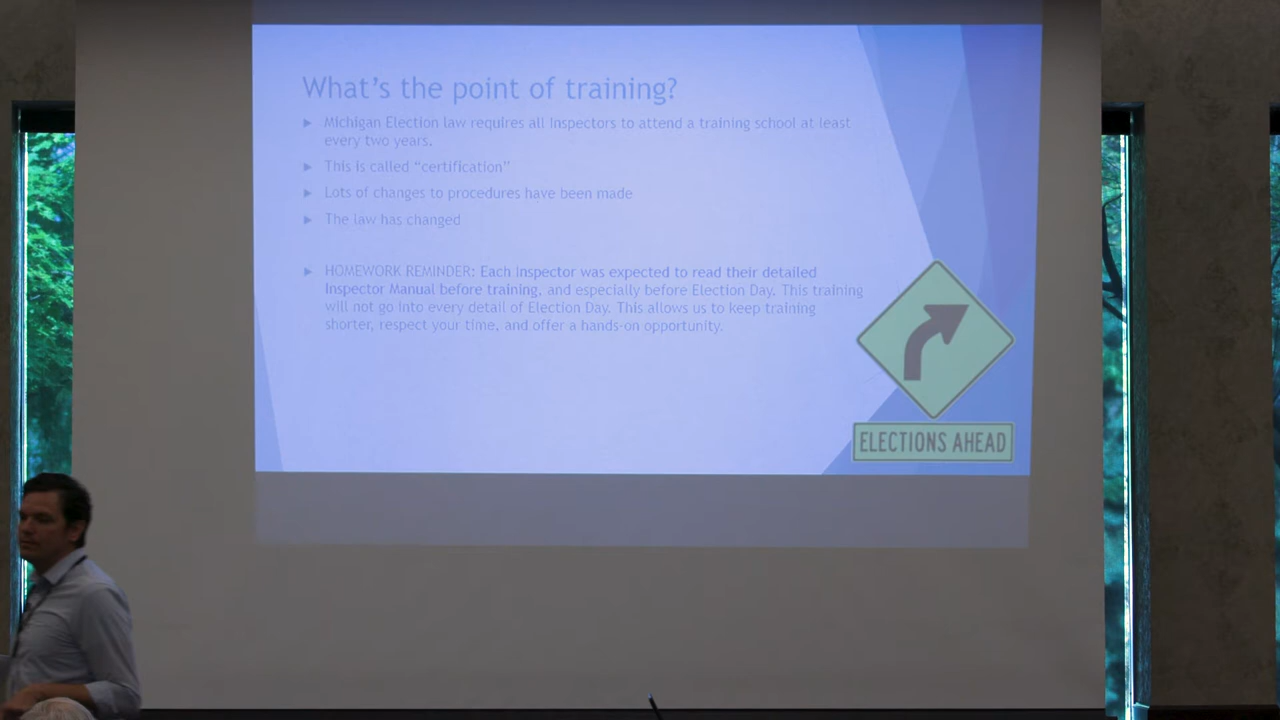 What's the point of training?
► Michigan Election law requires all Inspectors to attend a training school at least
every two years.
► This is called "certification"
► Lots of changes to procedures have been made
► The law has changed
► HOMEWORK REMINDER: Each Inspector was expected to read their detailed
Inspector Manual before training, and especially before Election Day. This training
will not go into every detail of Election Day. This allows us to keep training
shorter, respect your time, and offer a hands-on opportunity.
ELECTIONS AHEAD